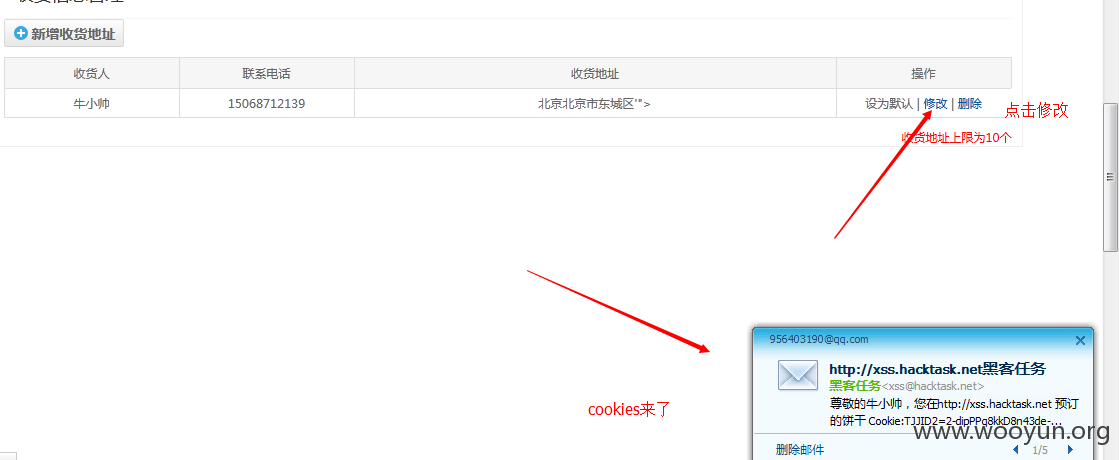 新增收货地址
收货人 联系电话 收货地址 操作
牛小帅 15068712139 北京北京市东城区'"> 设为默认 | 修改 | 删除
点击修改
收货地址上限为10个
cookies来了
956403190@qq.com
http://xss.hacktask.net黑客任务
黑客任务<xss@hacktask.net>
尊敬的牛小帅，您在http://xss.hacktask.net 预订
的饼干 Cookie:TJJID2=2-dipPPq8kkD8n43de-...
www.wooyun.org
删除邮件
1/5